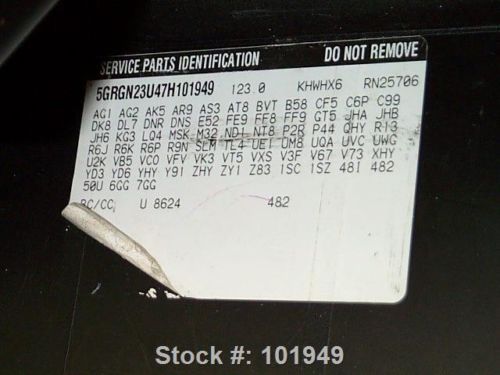 SERVICE PARTS IDENTIFICATION DO NOT REMOVE
5GRGN23U47H101949 123.0 KHWHX6 RN25706
AG1 AG2 AK5 AR9 AS3 AT8 BVT B58 CF5 C6P C99
DK8 DL7 DNR DNS E52 FE9 FF8 FF9 GT5 JHA JHB
JH6 KG3 LQ4 MSK M32 NDH NT8 P2R P44 QHY R13
R6J R6K R6P R9N SLM TL4 UE1 UM8 UQA UVC UWG
U2K VB5 VC0 VFV VK3 VT5 VXS V3F V67 V73 XHY
YD3 YD6 YHY Y91 ZHY ZY1 Z83 1SC 1SZ 48I 482
50U 6GG 7GG
BC/CC U 8624 482
Stock #: 101949